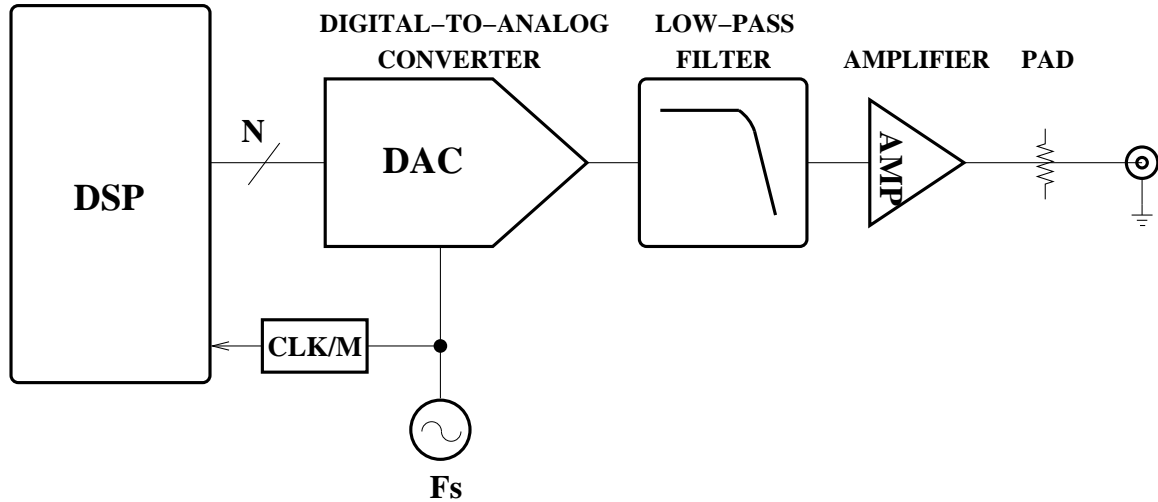 DIGITAL–TO–ANALOG
CONVERTER
LOW–PASS
FILTER
AMPLIFIER
PAD
DSP
N
DAC
AMP
CLK/M
Fs